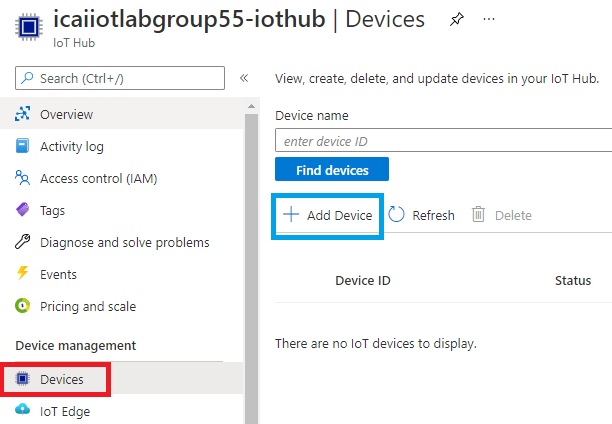 icaiiotlabgroup55-iothub | Devices
IoT Hub
Search (Ctrl+/)
Overview
Activity log
Access control (IAM)
Tags
Diagnose and solve problems
Events
Pricing and scale
Device management
Devices
IoT Edge
View, create, delete, and update devices in your IoT Hub.
Device name
enter device ID
Find devices
Add Device Refresh Delete
Device ID Status
There are no IoT devices to display.